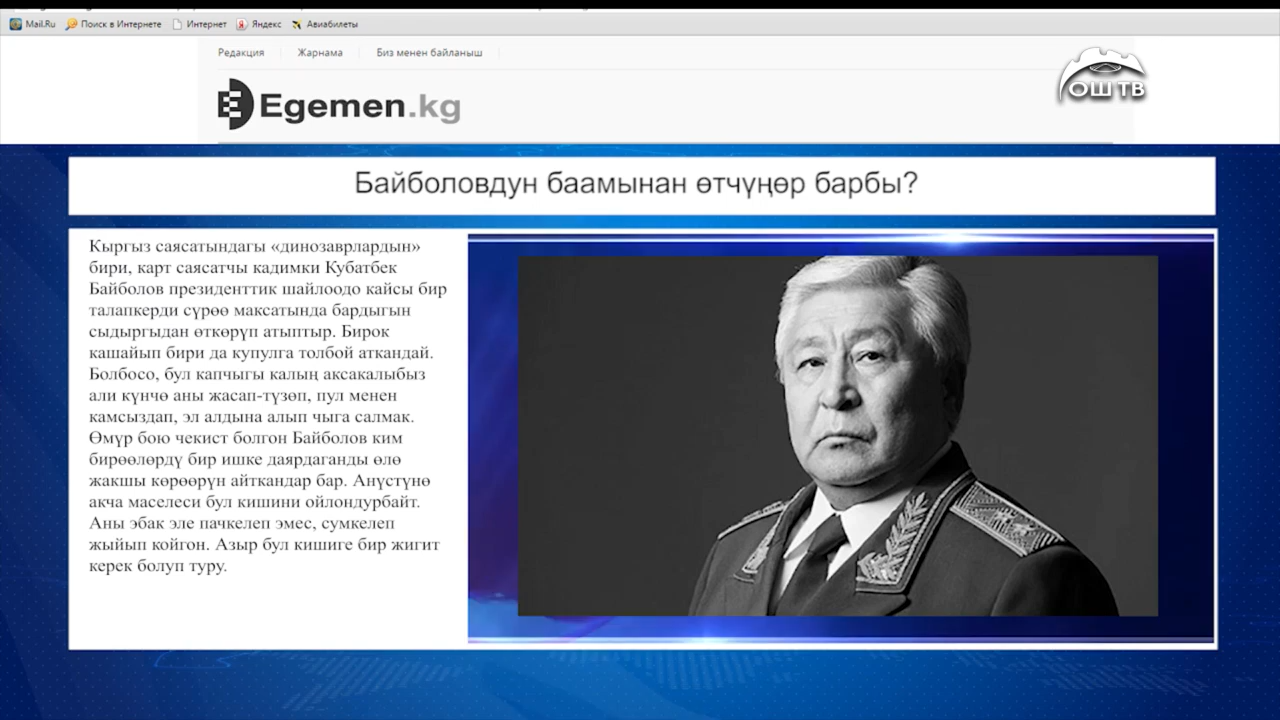 Mail.Ru Поиск в Интернете Интернет Яндекс Авиабилеты
Редакция Жарнама Биз менен байланыш
Egemen.kg
ОШ ТВ
Байболовдун баамынан өтчүңөр барбы?
Кыргыз саясатындагы «динозаврлардын»
бири, карт саясатчы кадимки Кубатбек
Байболов президенттик шайлоодо кайсы бир
талапкерди сүрөө максатында бардыгын
сыдыргыдан өткөрүп атыптыр. Бирок
кашайып бири да купулга толбой аткандай.
Болбосо, бул капчыгы калың аксакалыбыз
али күнчө аны жасап-түзөп, пул менен
камсыздап, эл алдына алып чыга салмак.
Өмүр бою чекист болгон Байболов ким
бирөөлөрдү бир ишке даярдаганды өлө
жакшы көрөөрүн айткандар бар. Анүстүнө
акча маселеси бул кишини ойлондурбайт.
Аны эбак эле пачкелеп эмес, сумкелеп
жыйып койгон. Азыр бул кишиге бир жигит
керек болуп туру.